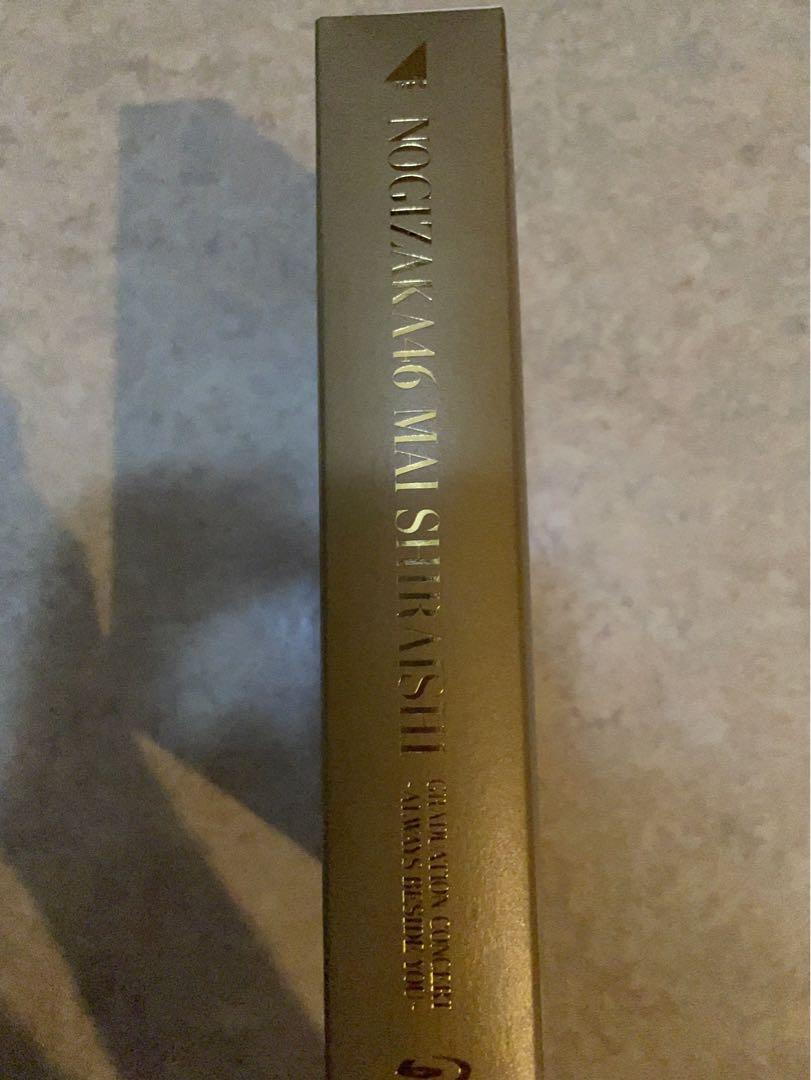 NOGIZAKA46 MAI SHIRAISHI
GRADUATION CONCERT
~ALWAYS BESIDE YOU~